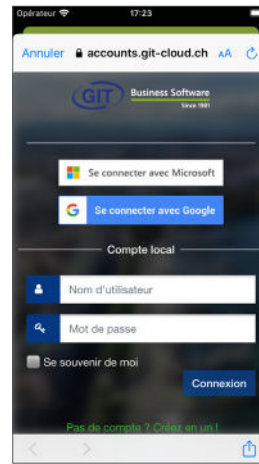 Opérateur 17:23
Annuler accounts.git-cloud.ch AA
GIT Business Software
Since 1981
Se connecter avec Microsoft
G Se connecter avec Google
Compte local
Nom d'utilisateur
Mot de passe
Se souvenir de moi
Connexion
Pas de compte ? Créez en un !